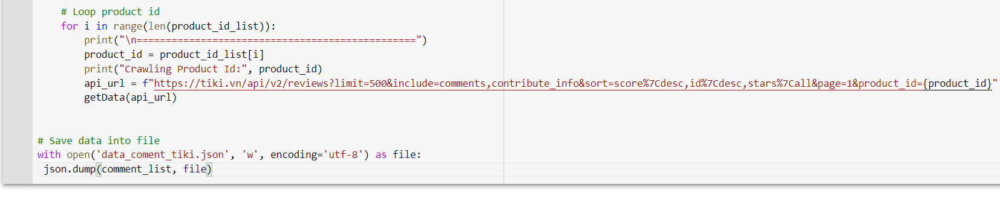 # Loop product id
for i in range(len(product_id_list)):
print("\n================================================")
product_id = product_id_list[i]
print("Crawling Product Id:", product_id)
api_url = f"https://tiki.vn/api/v2/reviews?limit=500&include=comments,contribute_info&sort=score%7Cdesc,id%7Cdesc,stars%7Call&page=1&product_id={product_id}"
getData(api_url)
# Save data into file
with open('data_coment_tiki.json', 'w', encoding='utf-8') as file:
json.dump(comment_list, file)